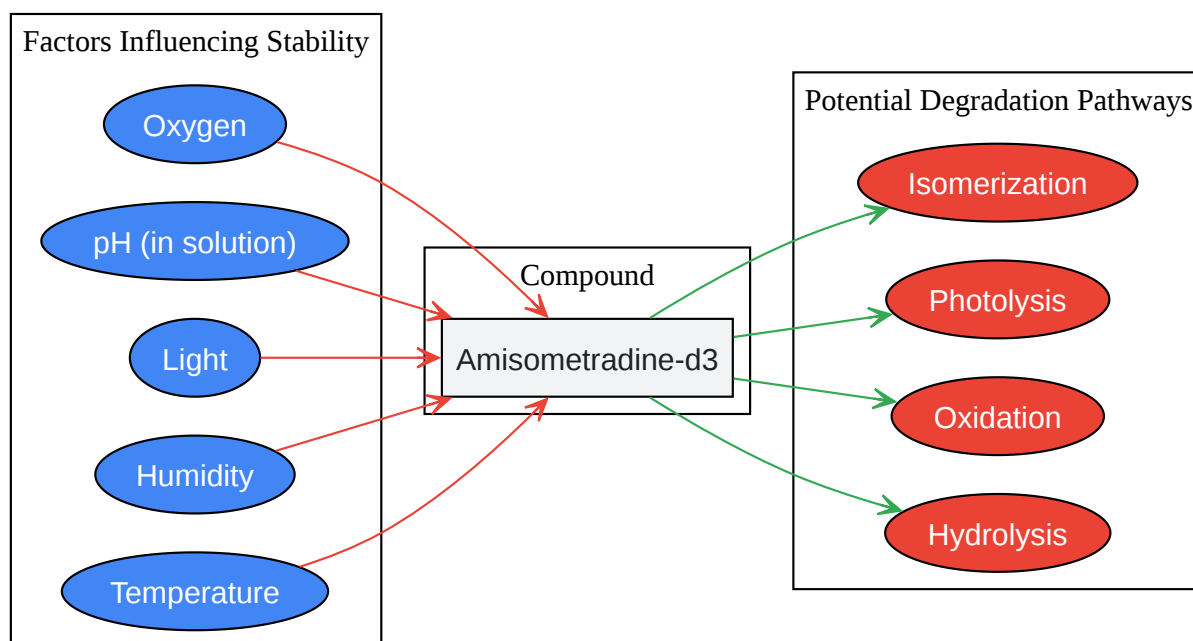 Factors Influencing Stability
Oxygen
pH (in solution)
Light
Humidity
Temperature
Compound
Amisometradine-d3
Potential Degradation Pathways
Isomerization
Photolysis
Oxidation
Hydrolysis